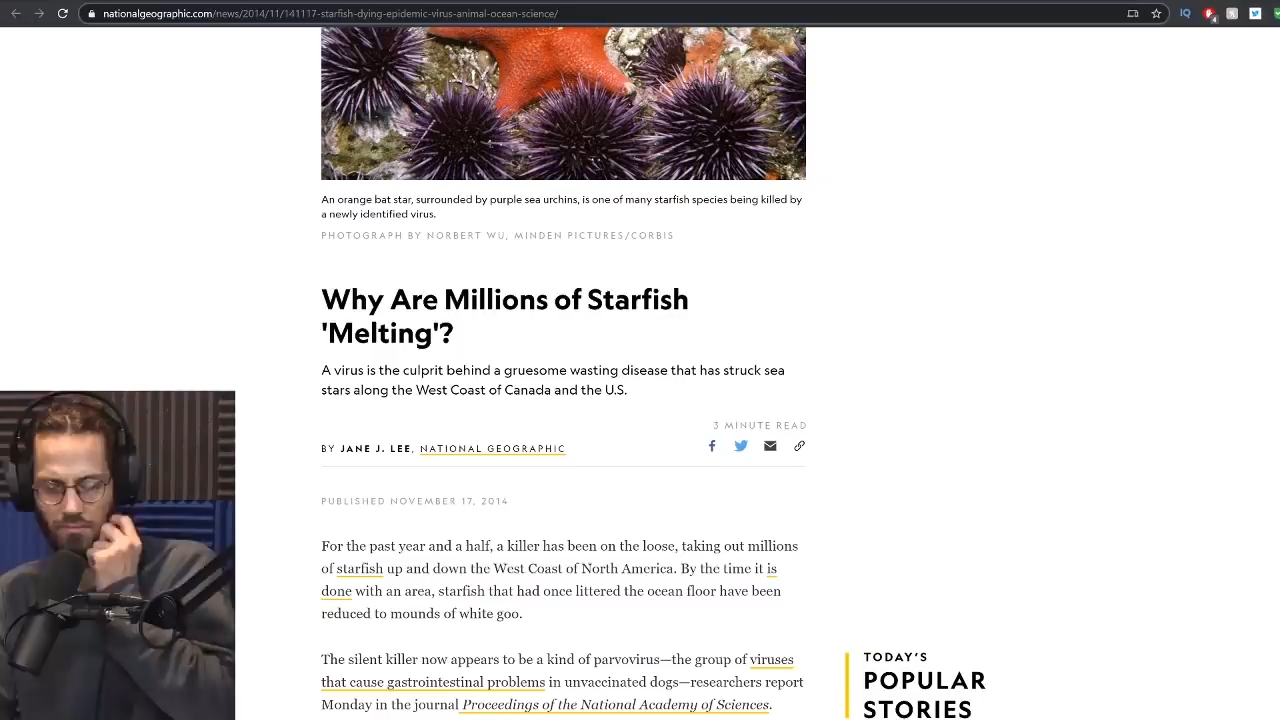 nationalgeographic.com/news/2014/11/141117-starfish-dying-epidemic-virus-animal-ocean-science/
IQ
4
An orange bat star, surrounded by purple sea urchins, is one of many starfish species being killed by
a newly identified virus.
PHOTOGRAPH BY NORBERT WU, MINDEN PICTURES/CORBIS
Why Are Millions of Starfish
'Melting'?
A virus is the culprit behind a gruesome wasting disease that has struck sea
stars along the West Coast of Canada and the U.S.
3 MINUTE READ
BY JANE J. LEE, NATIONAL GEOGRAPHIC
PUBLISHED NOVEMBER 17, 2014
For the past year and a half, a killer has been on the loose, taking out millions
of starfish up and down the West Coast of North America. By the time it is
done with an area, starfish that had once littered the ocean floor have been
reduced to mounds of white goo.
The silent killer now appears to be a kind of parvovirus—the group of viruses
that cause gastrointestinal problems in unvaccinated dogs—researchers report
Monday in the journal Proceedings of the National Academy of Sciences.
TODAY'S
POPULAR
STORIES